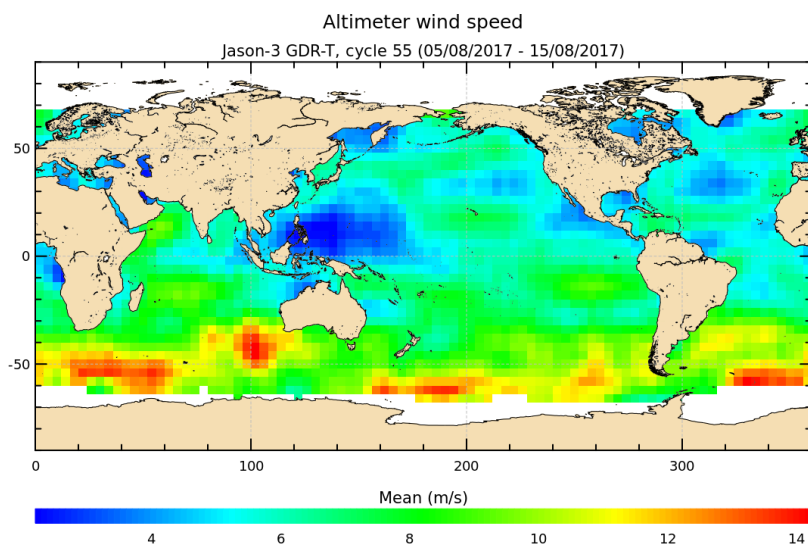 Altimeter wind speed
Jason-3 GDR-T, cycle 55 (05/08/2017 - 15/08/2017)
50
0
-50
0 100 200 300
Mean (m/s)
4 6 8 10 12 14